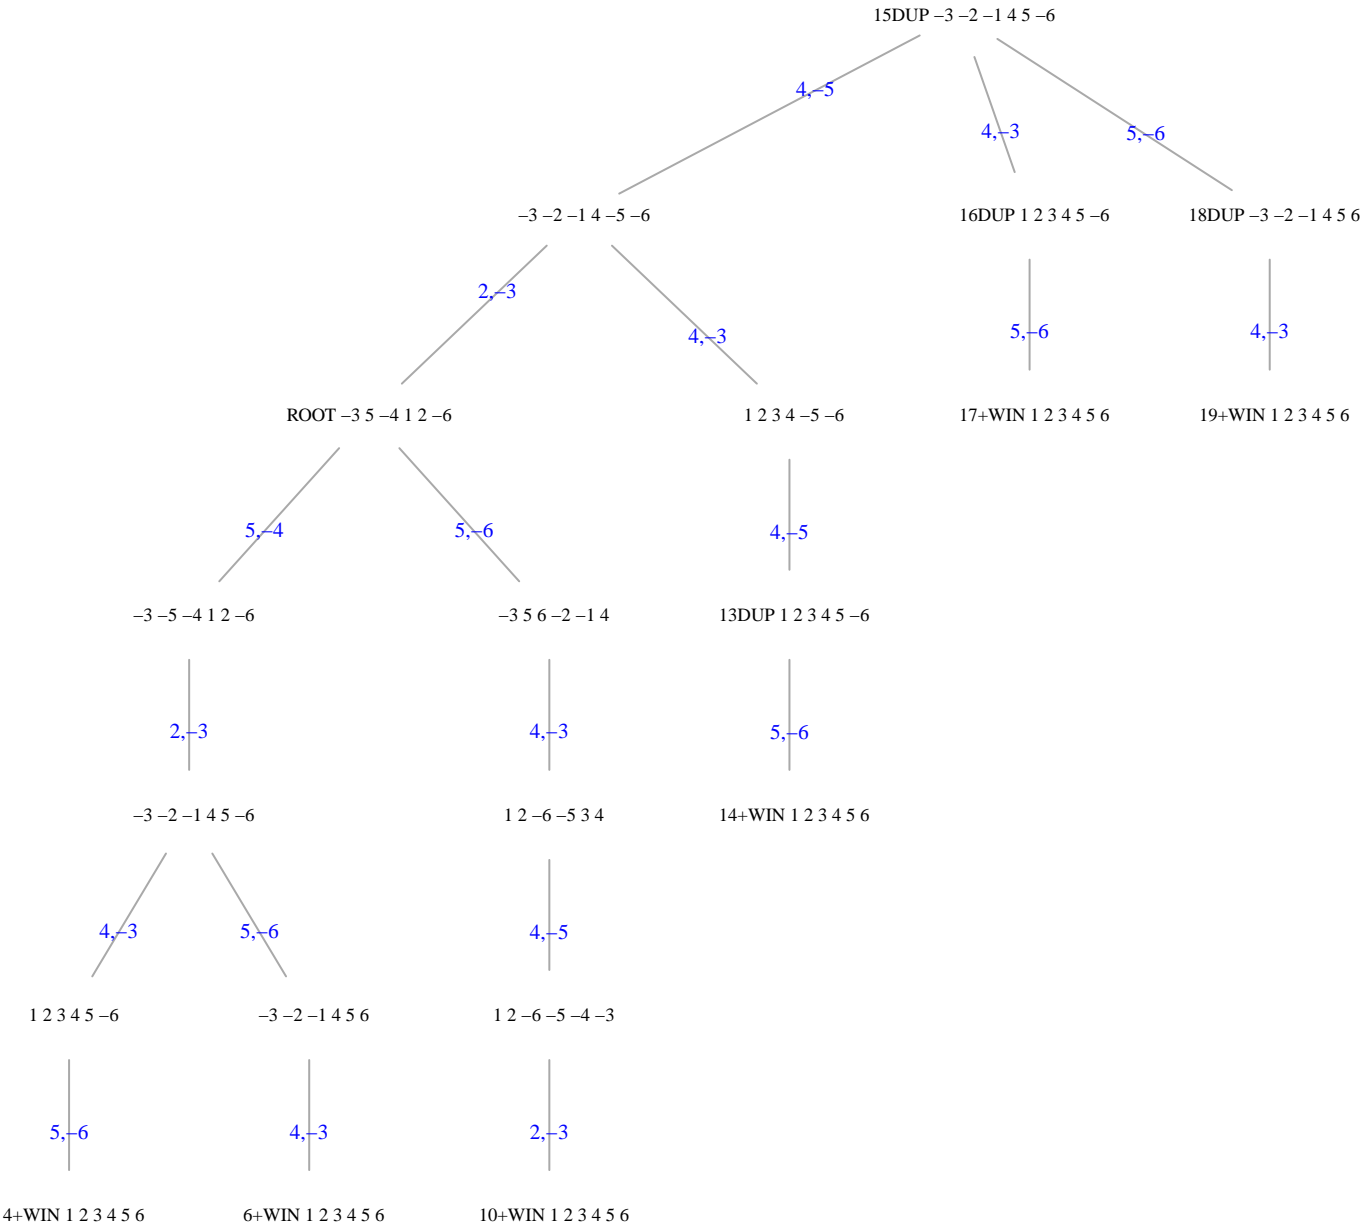 15DUP –3 –2 –1 4 5 –6
4,–5
4,–3
5,–6
–3 –2 –1 4 –5 –6
16DUP 1 2 3 4 5 –6
18DUP –3 –2 –1 4 5 6
2,–3
4,–3
5,–6
4,–3
ROOT –3 5 –4 1 2 –6
1 2 3 4 –5 –6
17+WIN 1 2 3 4 5 6
19+WIN 1 2 3 4 5 6
5,–4
5,–6
4,–5
–3 –5 –4 1 2 –6
–3 5 6 –2 –1 4
13DUP 1 2 3 4 5 –6
2,–3
4,–3
5,–6
–3 –2 –1 4 5 –6
1 2 –6 –5 3 4
14+WIN 1 2 3 4 5 6
4,–3
5,–6
4,–5
1 2 3 4 5 –6
–3 –2 –1 4 5 6
1 2 –6 –5 –4 –3
5,–6
4,–3
2,–3
4+WIN 1 2 3 4 5 6
6+WIN 1 2 3 4 5 6
10+WIN 1 2 3 4 5 6